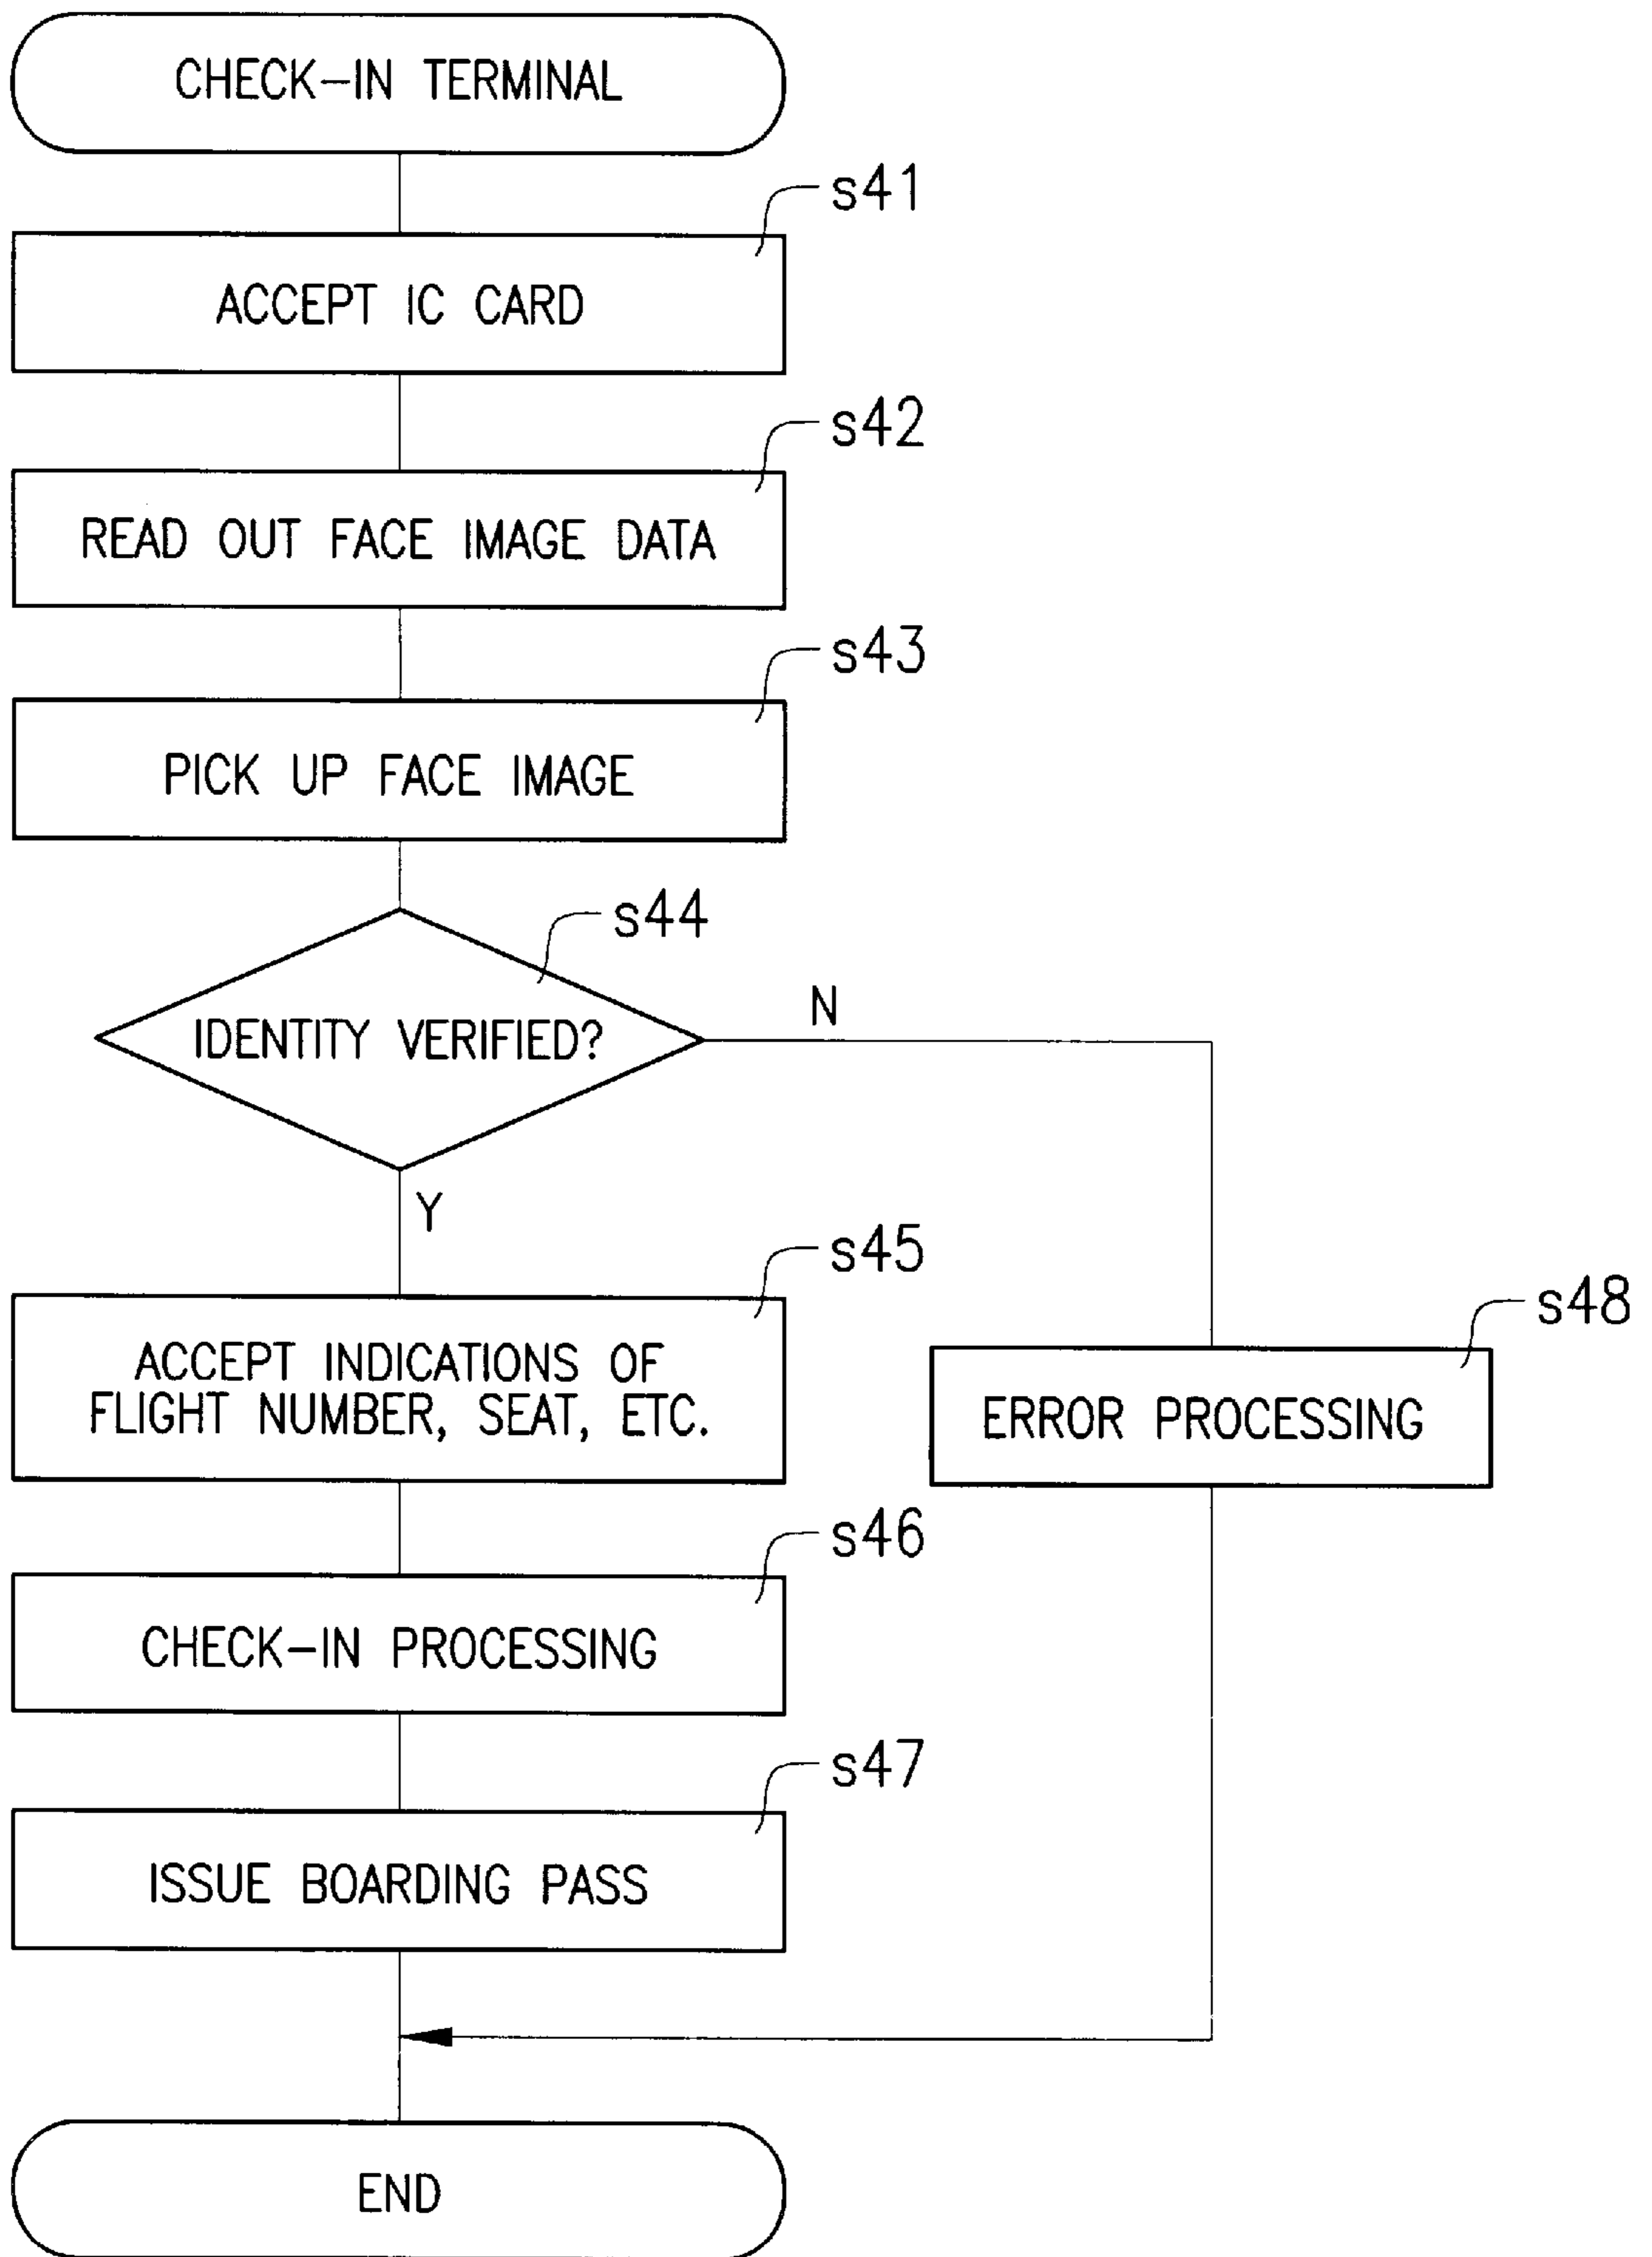 CHECK-IN TERMINAL
s41
ACCEPT IC CARD
s42
READ OUT FACE IMAGE DATA
s43
PICK UP FACE IMAGE
s44
IDENTITY VERIFIED?
N
Y
s45
ACCEPT INDICATIONS OF
FLIGHT NUMBER, SEAT, ETC.
s48
ERROR PROCESSING
s46
CHECK-IN PROCESSING
s47
ISSUE BOARDING PASS
END